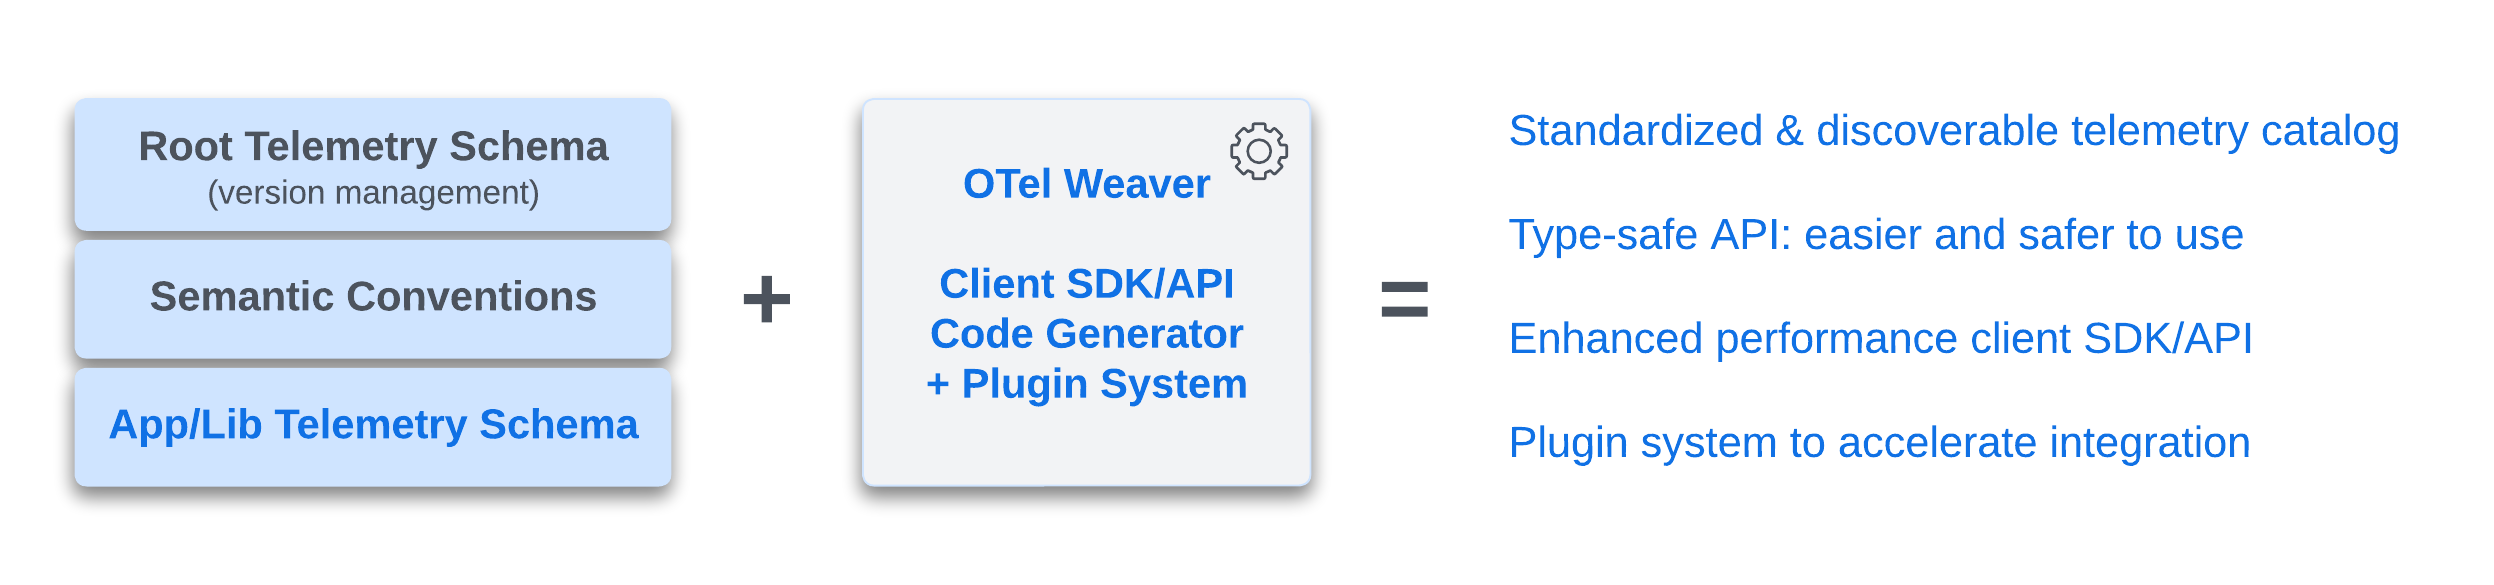 Root Telemetry Schema
(version management)
Semantic Conventions
App/Lib Telemetry Schema
+
OTel Weaver
Client SDK/API
Code Generator
+ Plugin System
=
Standardized & discoverable telemetry catalog
Type-safe API: easier and safer to use
Enhanced performance client SDK/API
Plugin system to accelerate integration